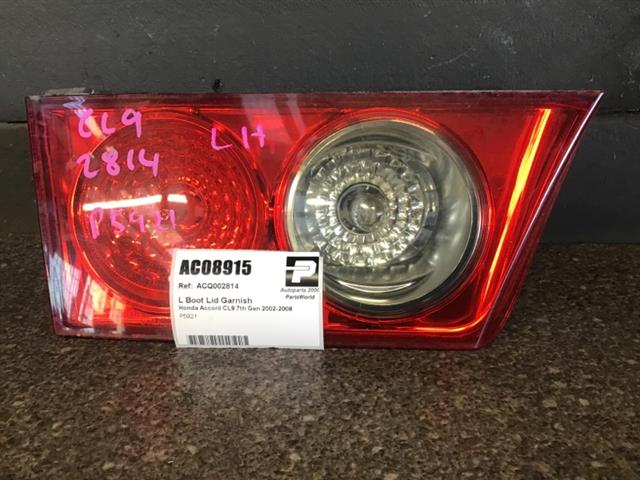 CL9
LH
2814
P5921
AC08915
Ref: ACQ002814
P
Autoparts 2000
PartsWorld
L Boot Lid Garnish
Honda Accord CL9 7th Gen 2002-2008
P5921